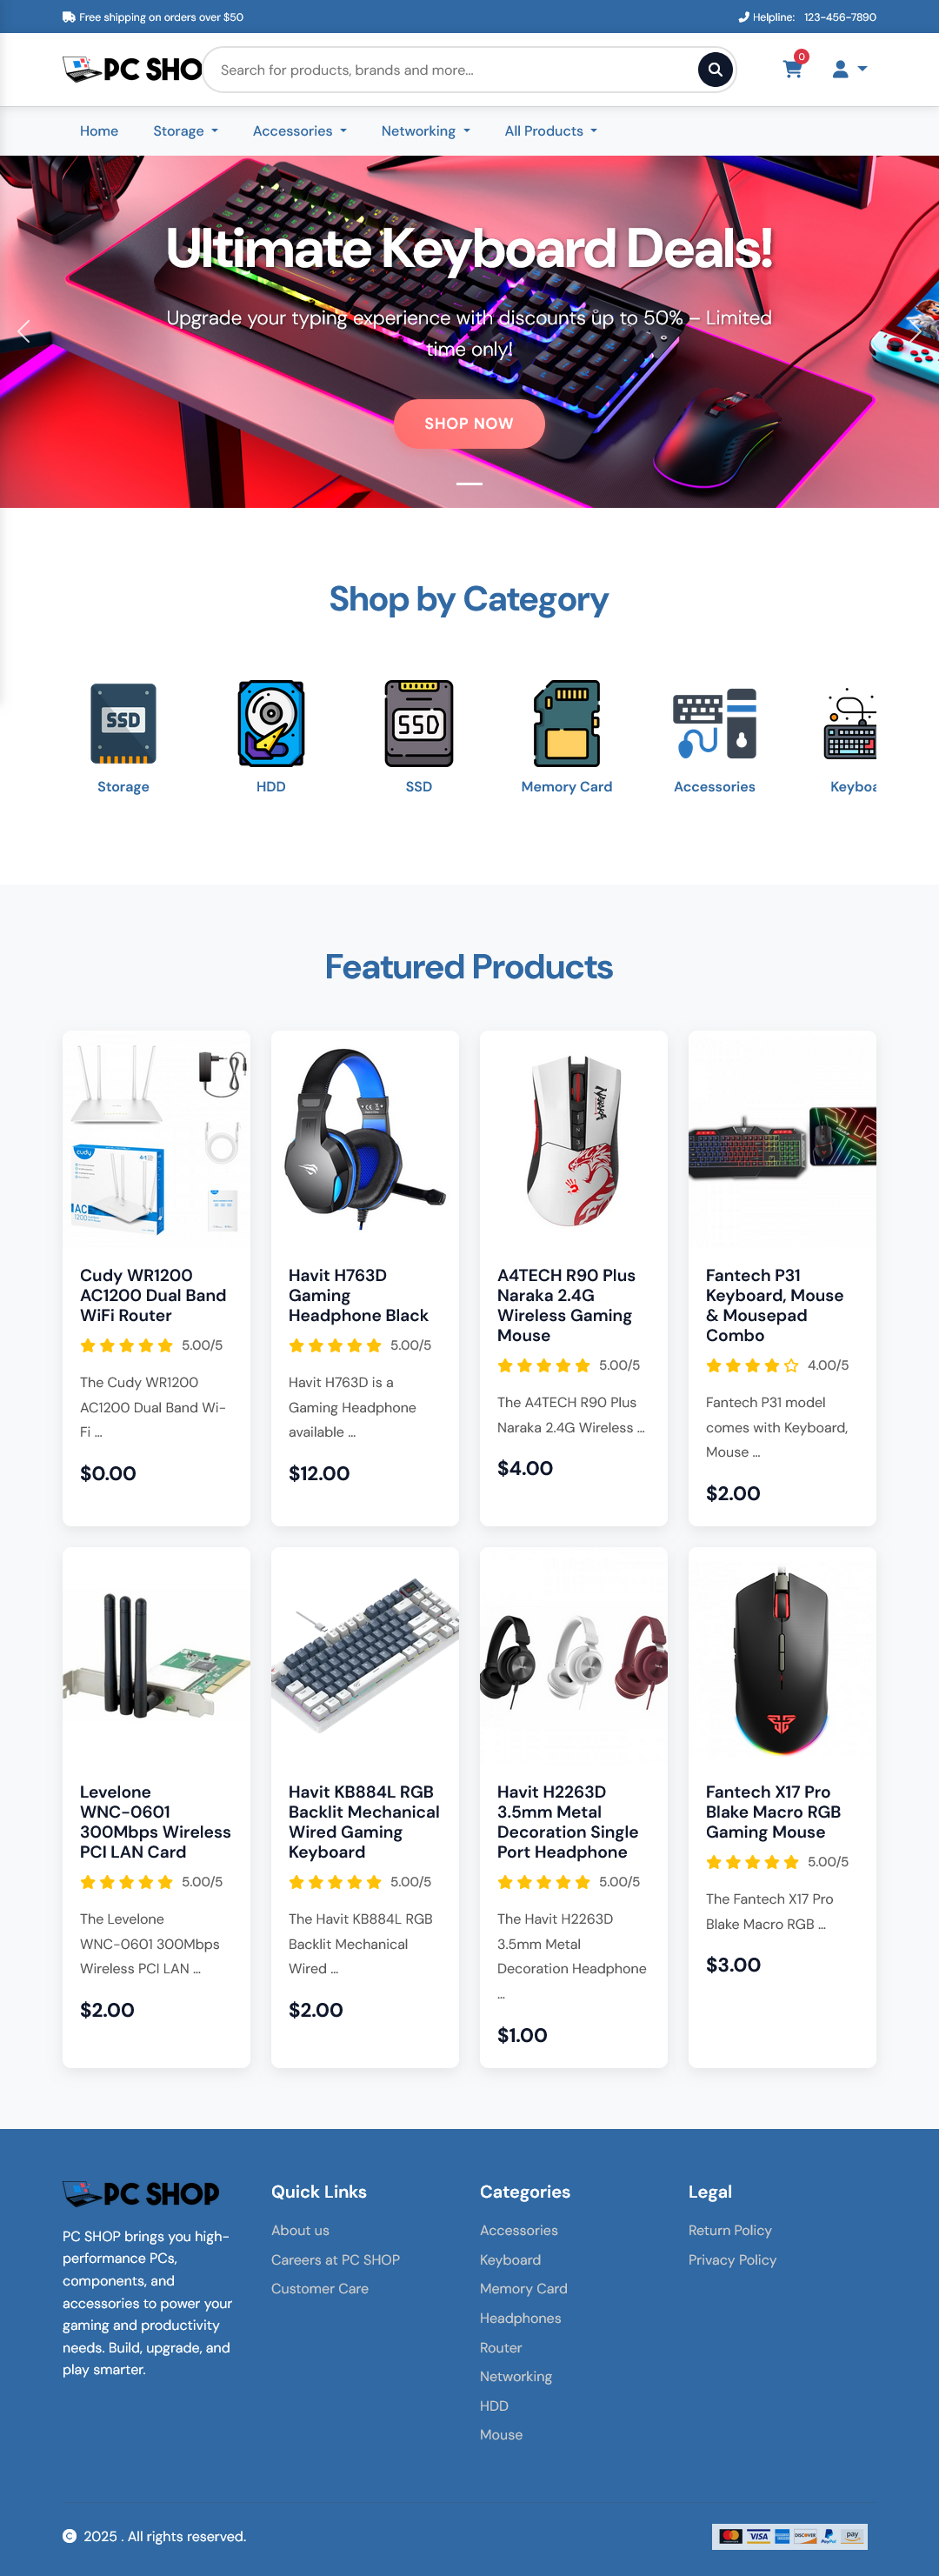 Free shipping on orders over $50
Helpline: 123-456-7890
PC SHO
Search for products, brands and more...
0
Home
Storage
Accessories
Networking
All Products
Ultimate Keyboard Deals!
Upgrade your typing experience with discounts up to 50% – Limited
time only!
SHOP NOW
Shop by Category
SSD
SSD
Storage
HDD
SSD
Memory Card
Accessories
Keyboa
Featured Products
cudy
AC
1200
Cudy WR1200
AC1200 Dual Band
WiFi Router
5.00/5
The Cudy WR1200
AC1200 Dual Band Wi-
Fi ...
$0.00
Havit H763D
Gaming
Headphone Black
5.00/5
Havit H763D is a
Gaming Headphone
available ...
$12.00
A4TECH R90 Plus
Naraka 2.4G
Wireless Gaming
Mouse
5.00/5
The A4TECH R90 Plus
Naraka 2.4G Wireless ...
$4.00
Fantech P31
Keyboard, Mouse
& Mousepad
Combo
4.00/5
Fantech P31 model
comes with Keyboard,
Mouse ...
$2.00
Levelone
WNC-0601
300Mbps Wireless
PCI LAN Card
5.00/5
The Levelone
WNC-0601 300Mbps
Wireless PCI LAN ...
$2.00
Havit KB884L RGB
Backlit Mechanical
Wired Gaming
Keyboard
5.00/5
The Havit KB884L RGB
Backlit Mechanical
Wired ...
$2.00
Havit H2263D
3.5mm Metal
Decoration Single
Port Headphone
5.00/5
The Havit H2263D
3.5mm Metal
Decoration Headphone
...
$1.00
Fantech X17 Pro
Blake Macro RGB
Gaming Mouse
5.00/5
The Fantech X17 Pro
Blake Macro RGB ...
$3.00
PC SHOP
PC SHOP brings you high-
performance PCs,
components, and
accessories to power your
gaming and productivity
needs. Build, upgrade, and
play smarter.
Quick Links
About us
Careers at PC SHOP
Customer Care
Categories
Accessories
Keyboard
Memory Card
Headphones
Router
Networking
HDD
Mouse
Legal
Return Policy
Privacy Policy
© 2025 . All rights reserved.
VISA
DISCOVER
PayPal
pay